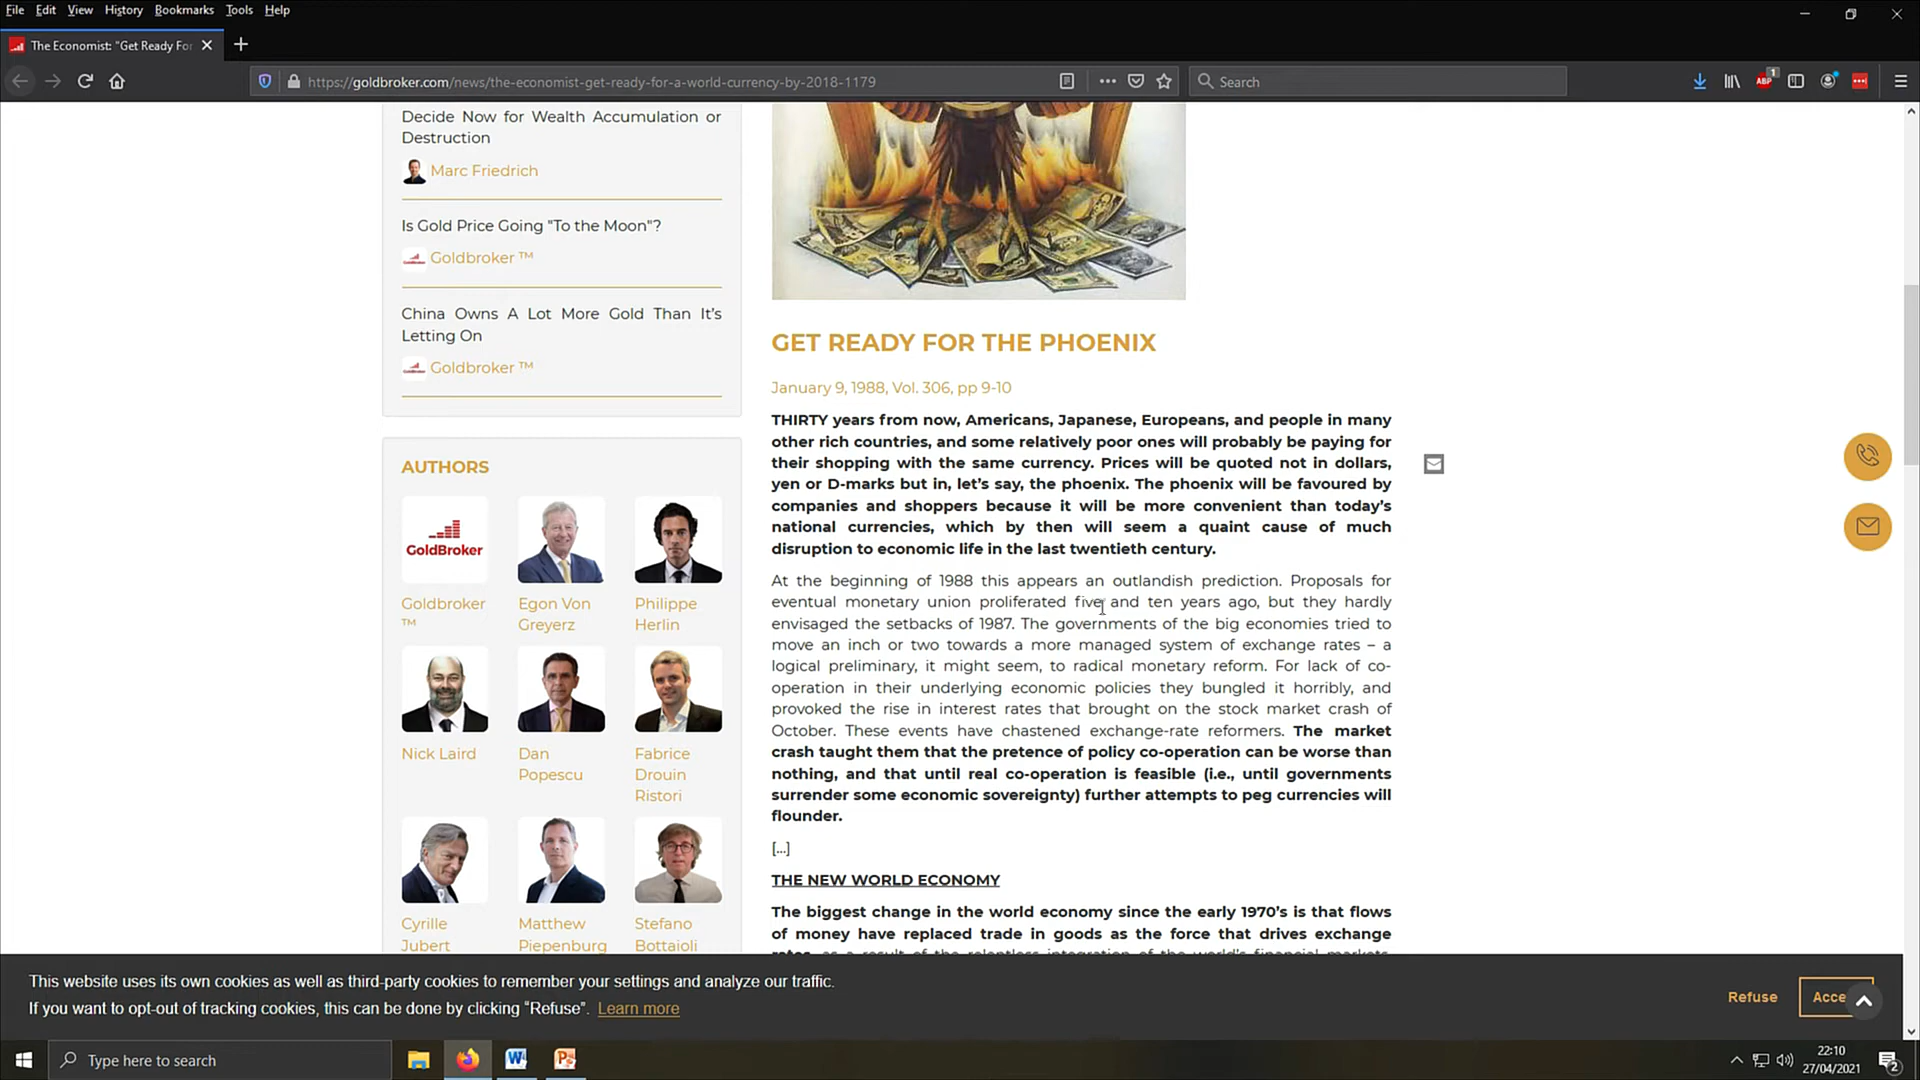 File Edit View History Bookmarks Tools Help
The Economist: "Get Ready For
https://goldbroker.com/news/the-economist-get-ready-for-a-world-currency-by-2018-1179
Search
ABP
1
Decide Now for Wealth Accumulation or
Destruction
Marc Friedrich
Is Gold Price Going "To the Moon"?
Goldbroker ™
China Owns A Lot More Gold Than It's
Letting On
Goldbroker ™
AUTHORS
GoldBroker
Goldbroker
™
Egon Von
Greyerz
Philippe
Herlin
Nick Laird
Dan
Popescu
Fabrice
Drouin
Ristori
Cyrille
Jubert
Matthew
Piepenburg
Stefano
Bottaioli
GET READY FOR THE PHOENIX
January 9, 1988, Vol. 306, pp 9-10
THIRTY years from now, Americans, Japanese, Europeans, and people in many
other rich countries, and some relatively poor ones will probably be paying for
their shopping with the same currency. Prices will be quoted not in dollars,
yen or D-marks but in, let's say, the phoenix. The phoenix will be favoured by
companies and shoppers because it will be more convenient than today's
national currencies, which by then will seem a quaint cause of much
disruption to economic life in the last twentieth century.
At the beginning of 1988 this appears an outlandish prediction. Proposals for
eventual monetary union proliferated five and ten years ago, but they hardly
envisaged the setbacks of 1987. The governments of the big economies tried to
move an inch or two towards a more managed system of exchange rates – a
logical preliminary, it might seem, to radical monetary reform. For lack of co-
operation in their underlying economic policies they bungled it horribly, and
provoked the rise in interest rates that brought on the stock market crash of
October. These events have chastened exchange-rate reformers. The market
crash taught them that the pretence of policy co-operation can be worse than
nothing, and that until real co-operation is feasible (i.e., until governments
surrender some economic sovereignty) further attempts to peg currencies will
flounder.
[...]
THE NEW WORLD ECONOMY
The biggest change in the world economy since the early 1970's is that flows
of money have replaced trade in goods as the force that drives exchange
rates, as a result of the relentless integration of the world's financial markets,
This website uses its own cookies as well as third-party cookies to remember your settings and analyze our traffic.
If you want to opt-out of tracking cookies, this can be done by clicking "Refuse". Learn more
Refuse
Acce
Type here to search
22:10
27/04/2021
2